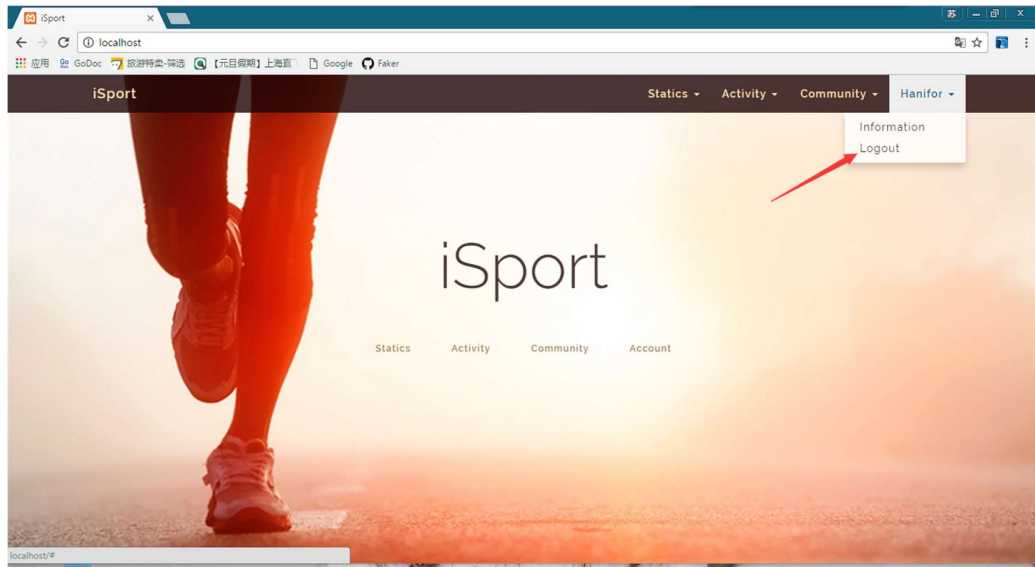 iSport
苏
localhost
应用 GoDoc 旅游特卖-筛选 【元旦假期】上海直 Google Faker
iSport Statics Activity Community Hanifor
Information
Logout
iSport
Statics Activity Community Account
localhost/#